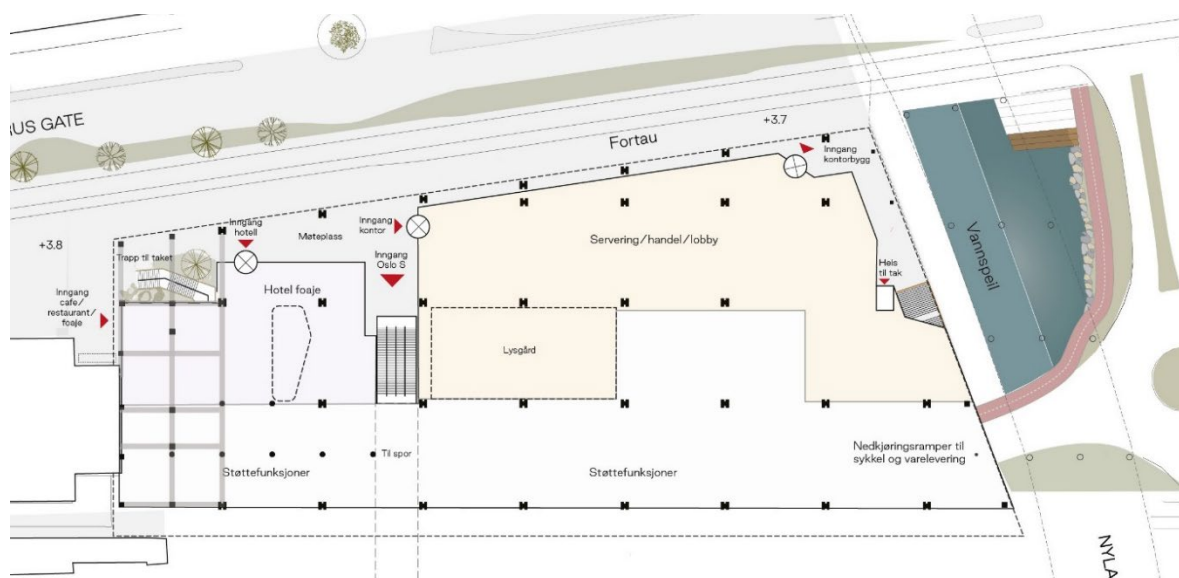 RUS GATE
+3.7
Fortau
Inngang
kontorbygg
Inngang
hotell
Møteplass
Inngang
kontor
Servering/handel/lobby
Vannspeil
+3.8
Trapp til taket
Inngang
Oslo S
Heis
til tak
Inngang
cafe/
restaurant/
foaje
Hotel foaje
Lysgård
Til spor
Nedkjøringsramper til
sykkel og varelevering
Støttefunksjoner
Støttefunksjoner
NYLA